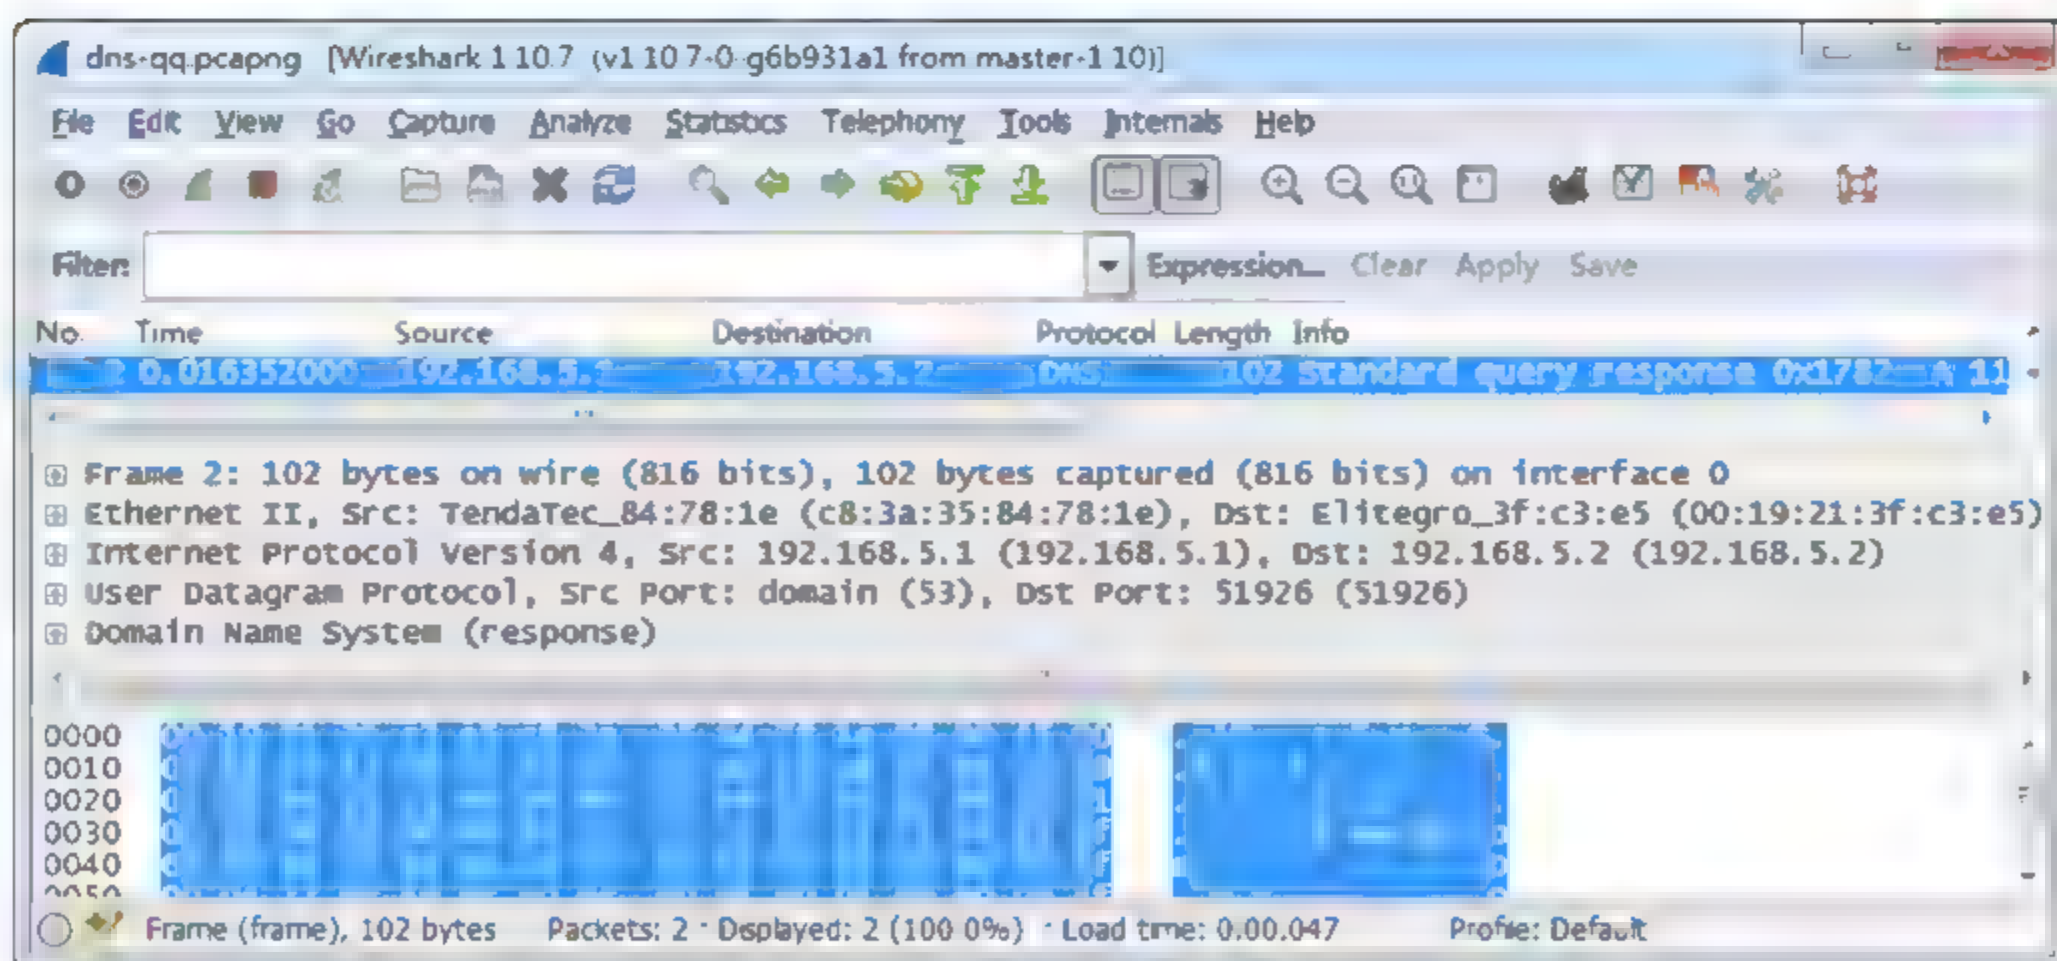 dns-qq.pcapng [Wireshark 1.10.7 (v1.10.7-0-g6b931a1 from master-1.10)]
File Edit View Go Capture Analyze Statistics Telephony Tools Internals Help
Filter: Expression... Clear Apply Save
No. Time Source Destination Protocol Length Info
2 0.016352000 192.168.5.1 192.168.5.2 DNS 102 Standard query response 0x1782 A 11
Frame 2: 102 bytes on wire (816 bits), 102 bytes captured (816 bits) on interface 0
Ethernet II, Src: TendaTec_84:78:1e (c8:3a:35:84:78:1e), Dst: Elitegro_3f:c3:e5 (00:19:21:3f:c3:e5)
Internet Protocol Version 4, Src: 192.168.5.1 (192.168.5.1), Dst: 192.168.5.2 (192.168.5.2)
User Datagram Protocol, Src Port: domain (53), Dst Port: 51926 (51926)
Domain Name System (response)
0000
0010
0020
0030
0040
0050
Frame (frame), 102 bytes Packets: 2 · Displayed: 2 (100.0%) · Load time: 0:00.047 Profile: Default